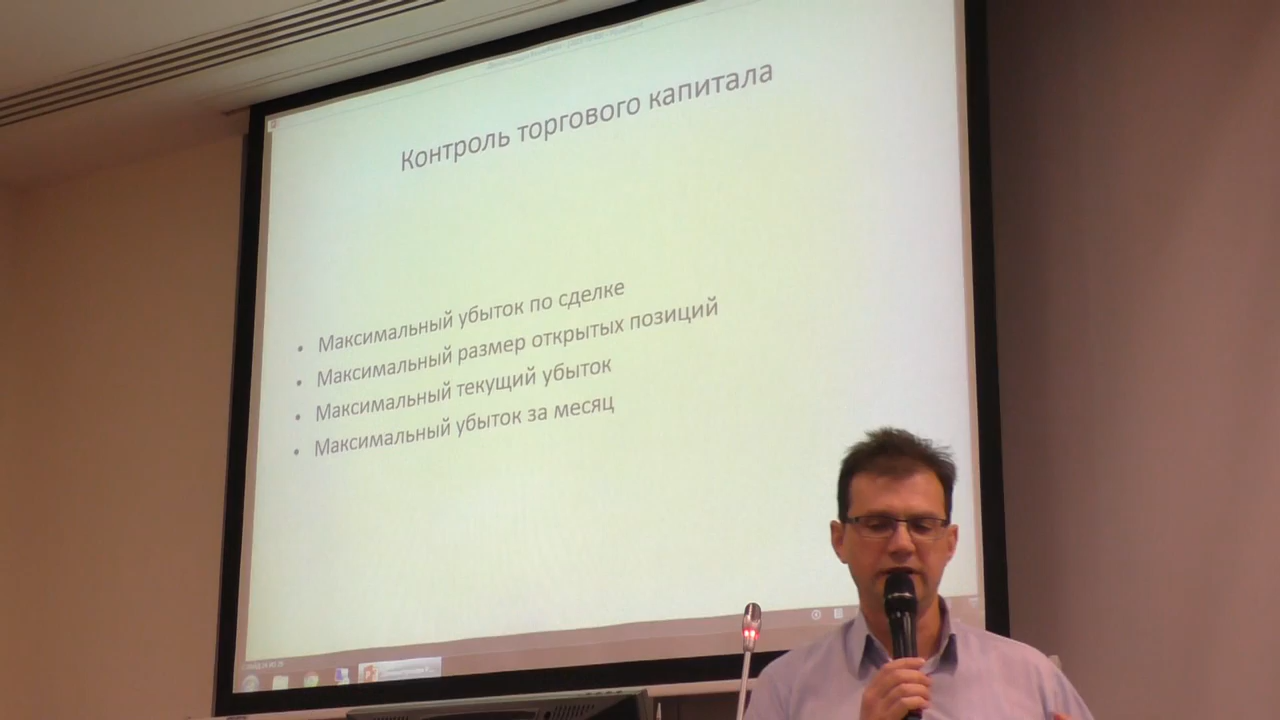 Контроль торгового капитала
• Максимальный убыток по сделке
• Максимальный размер открытых позиций
• Максимальный текущий убыток
• Максимальный убыток за месяц